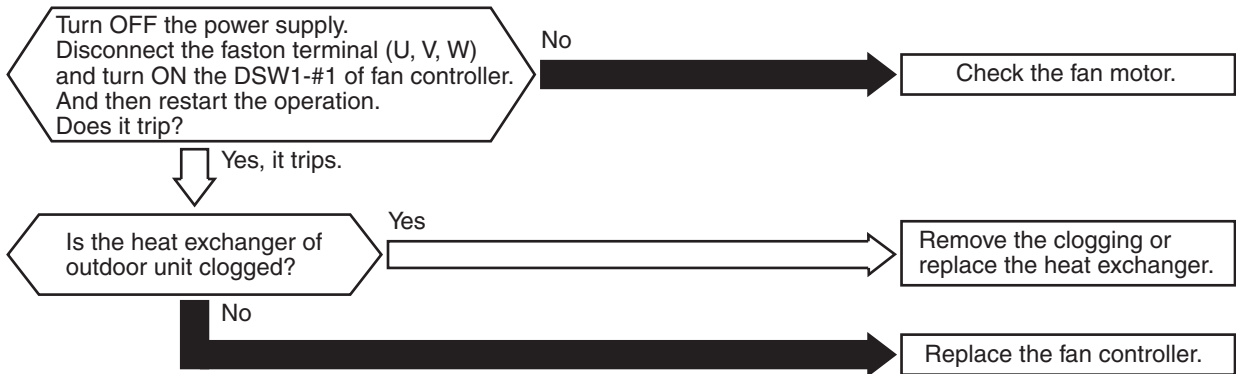 Turn OFF the power supply.
Disconnect the faston terminal (U, V, W)
and turn ON the DSW1-#1 of fan controller.
And then restart the operation.
Does it trip?
No
Check the fan motor.
Yes, it trips.
Is the heat exchanger of
outdoor unit clogged?
Yes
Remove the clogging or
replace the heat exchanger.
No
Replace the fan controller.